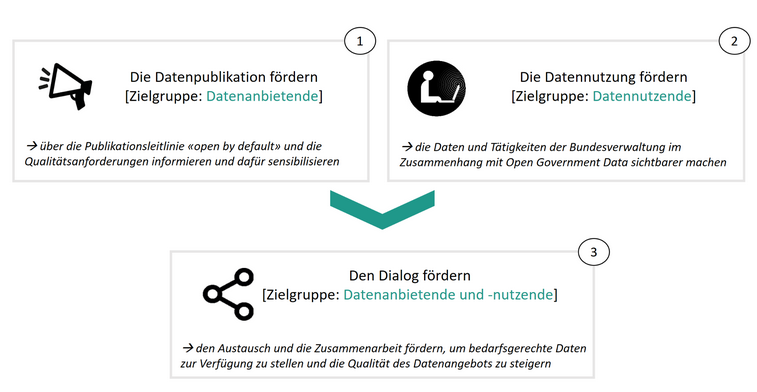 1
Die Datenpublikation fördern
[Zielgruppe: Datenanbietende]
→ über die Publikationsleitlinie «open by default» und die
Qualitätsanforderungen informieren und dafür sensibilisieren
2
Die Datennutzung fördern
[Zielgruppe: Datennutzende]
→ die Daten und Tätigkeiten der Bundesverwaltung im
Zusammenhang mit Open Government Data sichtbarer machen
3
Den Dialog fördern
[Zielgruppe: Datenanbietende und -nutzende]
→ den Austausch und die Zusammenarbeit fördern, um bedarfsgerechte Daten
zur Verfügung zu stellen und die Qualität des Datenangebots zu steigern